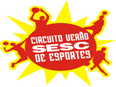 CIRCUITO VERÃO
SESC
DE ESPORTES